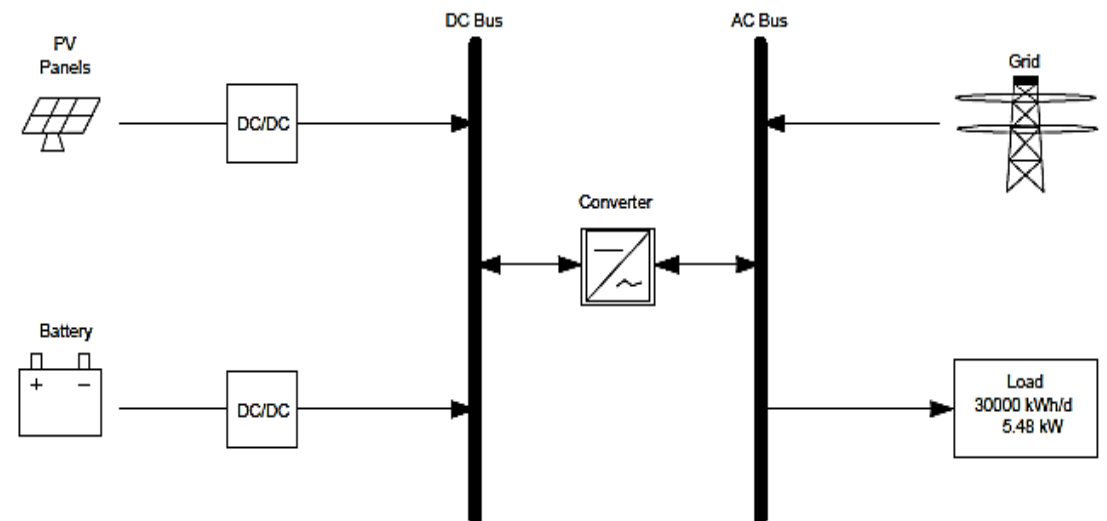 DC Bus
AC Bus
PV
Panels
Grid
DC/DC
Converter
Battery
+ −
DC/DC
Load
30000 kWh/d
5.48 kW